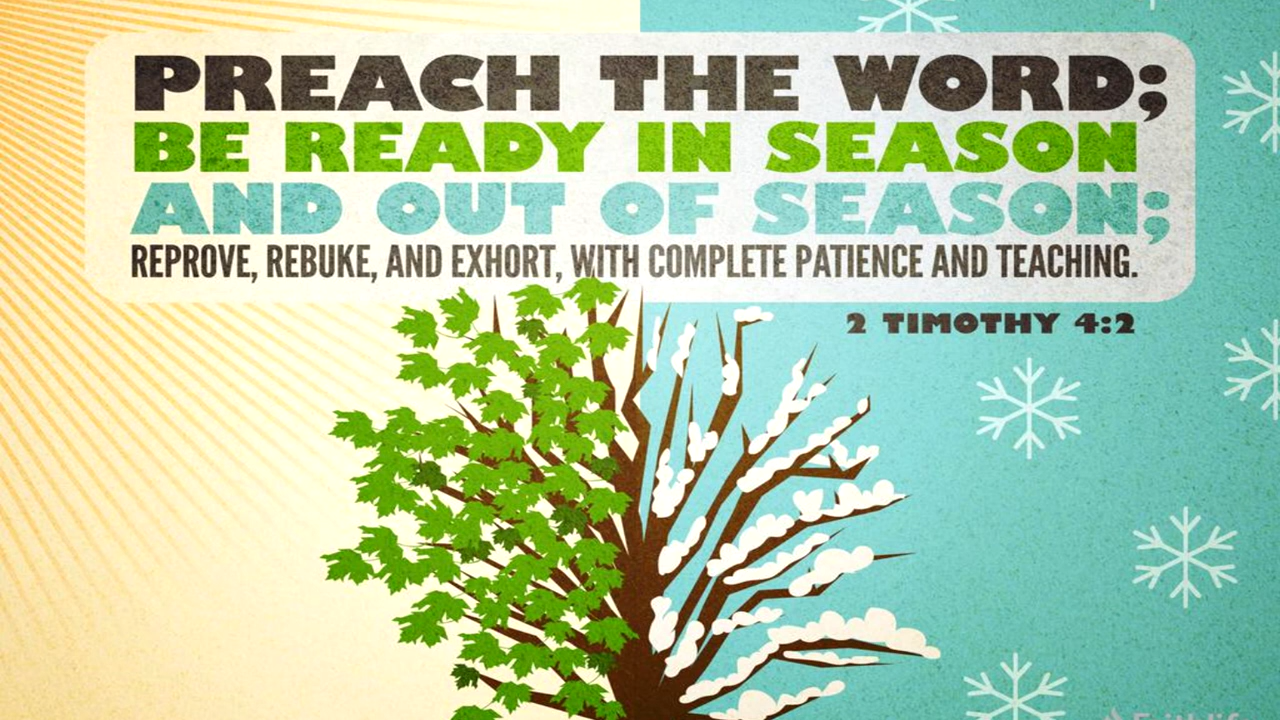 PREACH THE WORD;
BE READY IN SEASON
AND OUT OF SEASON;
REPROVE, REBUKE, AND EXHORT, WITH COMPLETE PATIENCE AND TEACHING.
2 TIMOTHY 4:2